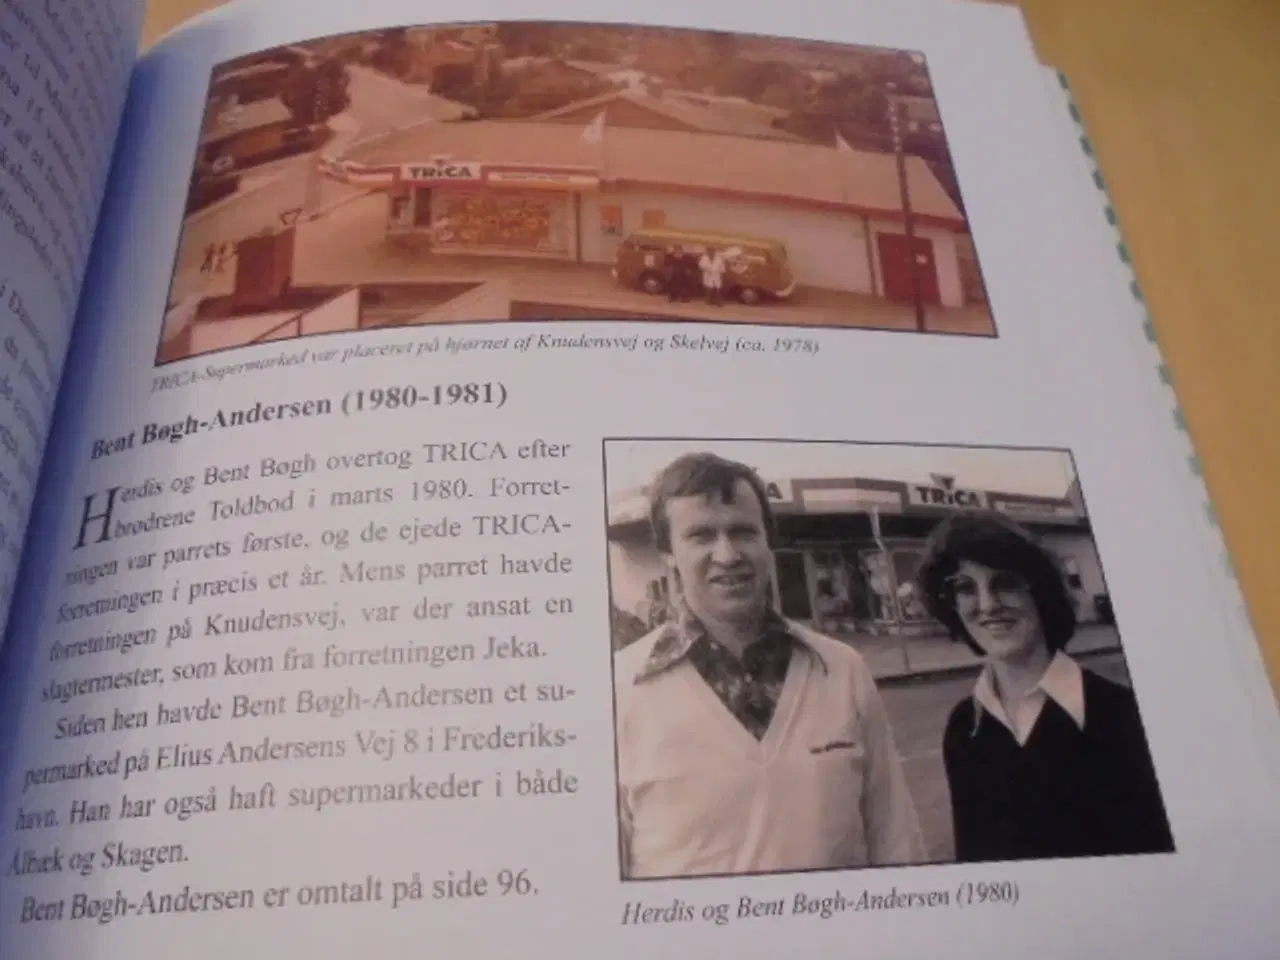 TRICA
TRICA-Supermarked var placeret på hjørnet af Knudensvej og Skelvej (ca. 1978)
Bent Bøgh-Andersen (1980-1981)
Herdis og Bent Bøgh overtog TRICA efter
brødrene Toldbod i marts 1980. Forret-
ningen var parrets første, og de ejede TRICA-
forretningen i præcis et år. Mens parret havde
forretningen på Knudensvej, var der ansat en
slagtermester, som kom fra forretningen Jeka.
Siden hen havde Bent Bøgh-Andersen et su-
permarked på Elius Andersens Vej 8 i Frederiks-
havn. Han har også haft supermarkeder i både
Ålbæk og Skagen.
Bent Bøgh-Andersen er omtalt på side 96.
TRICA
Herdis og Bent Bøgh-Andersen (1980)